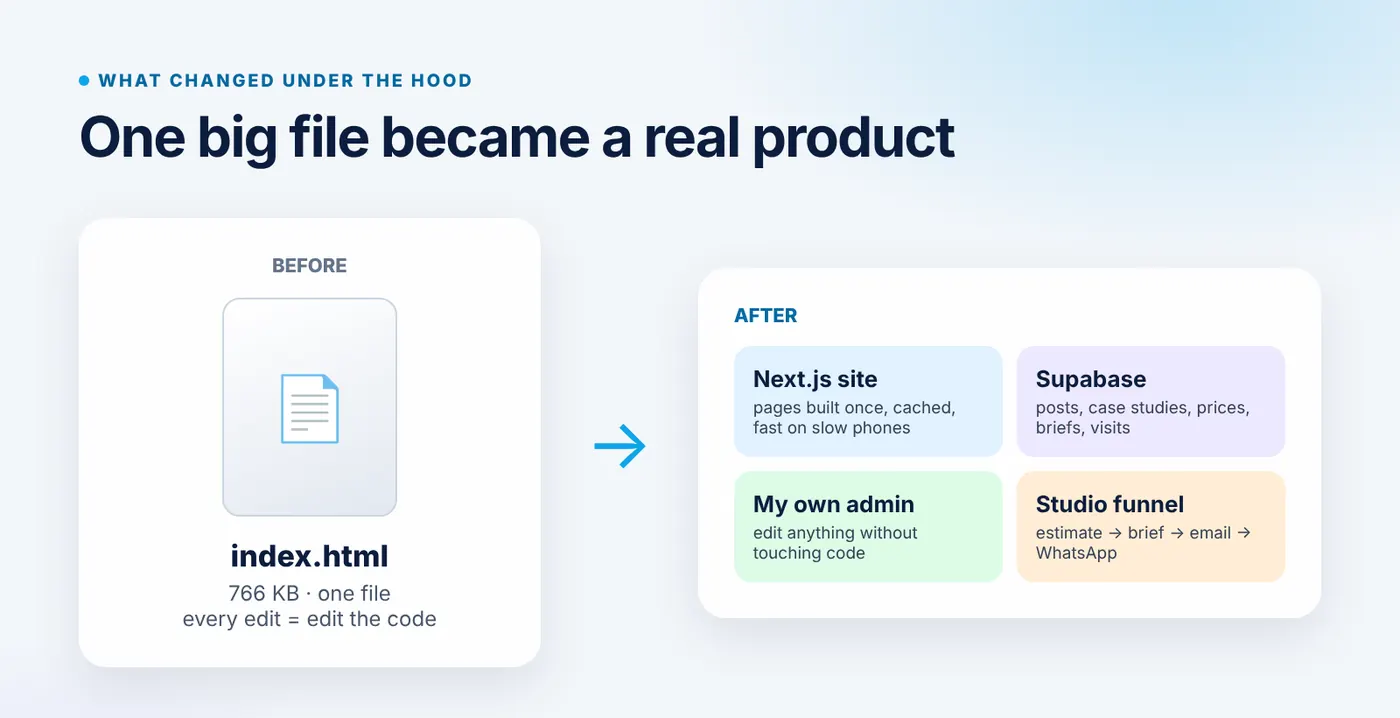 WHAT CHANGED UNDER THE HOOD
One big file became a real product
BEFORE
index.html
766 KB · one file
every edit = edit the code
→
AFTER
Next.js site
pages built once, cached,
fast on slow phones
Supabase
posts, case studies, prices,
briefs, visits
My own admin
edit anything without
touching code
Studio funnel
estimate → brief → email →
WhatsApp